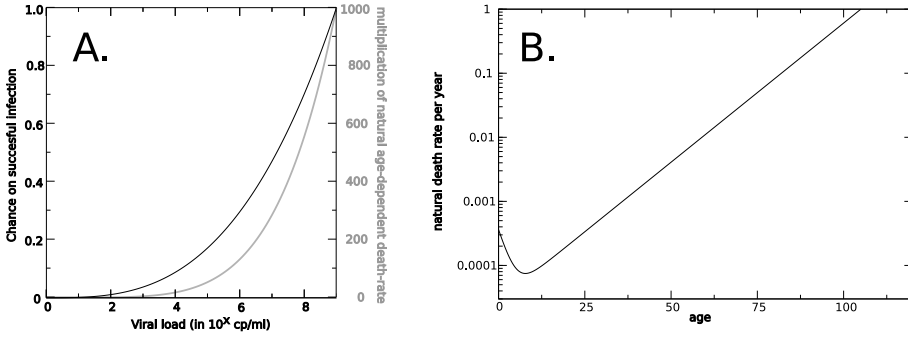 A.
1.0
0.8
0.6
0.4
0.2
0
Chance on succesful infection
0 2 4 6 8
Viral load (in 10^X cp/ml)
1000
800
600
400
200
0
multiplication of natural age-dependent death-rate
B.
1
0.1
0.01
0.001
0.0001
natural death rate per year
0 25 50 75 100
age